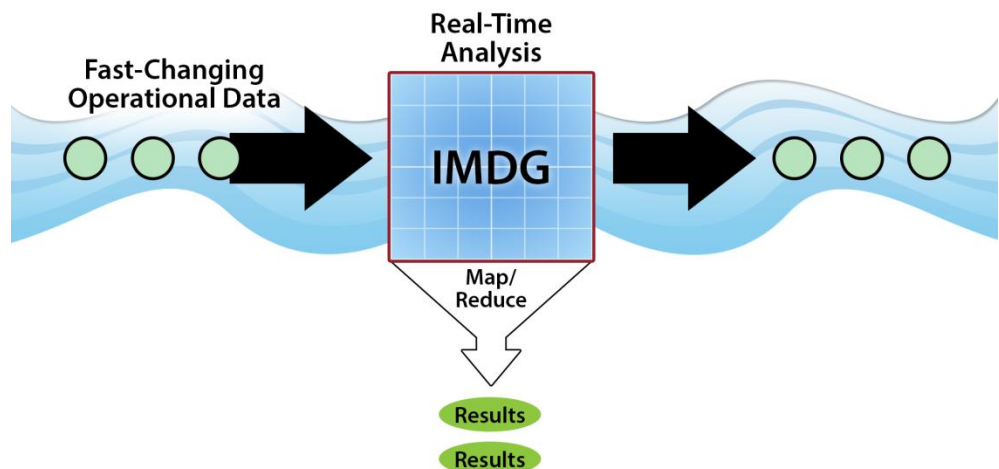 Real-Time
Analysis
Fast-Changing
Operational Data
IMDG
Map/
Reduce
Results
Results